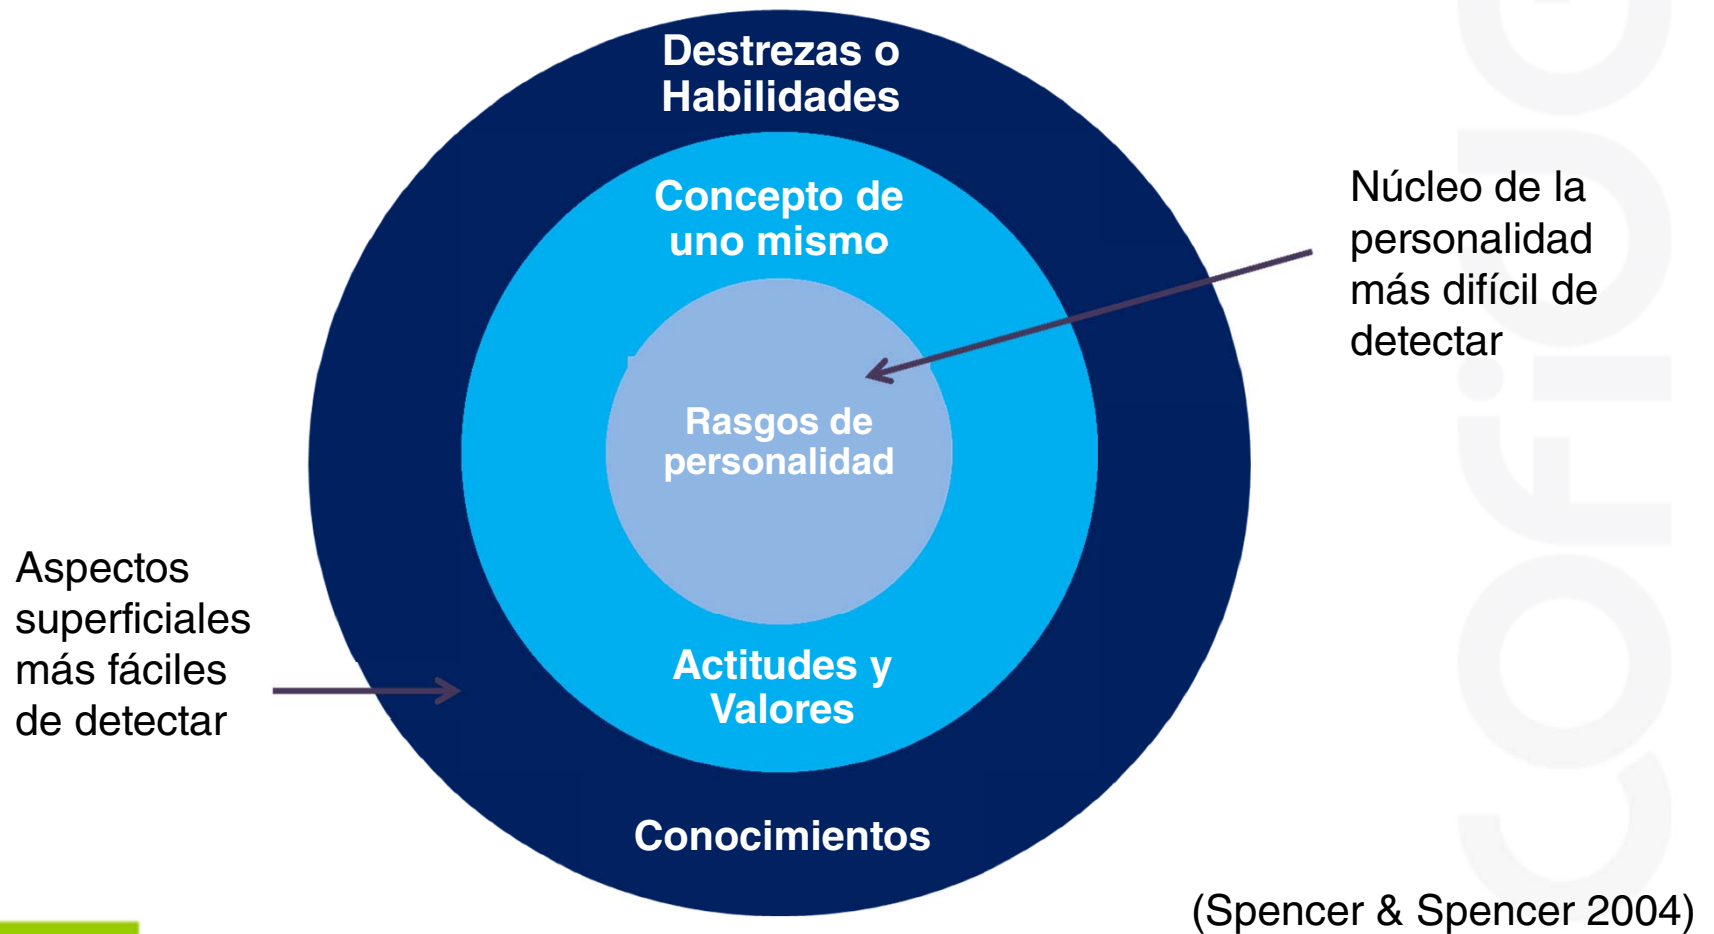 Destrezas o
Habilidades
Concepto de
uno mismo
Rasgos de
personalidad
Actitudes y
Valores
Conocimientos
Núcleo de la
personalidad
más difícil de
detectar
Aspectos
superficiales
más fáciles
de detectar
(Spencer & Spencer 2004)